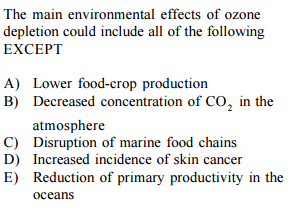 The main environmental effects of ozone
depletion could include all of the following
EXCEPT
A) Lower food-crop production
B) Decreased concentration of CO₂ in the
atmosphere
C) Disruption of marine food chains
D) Increased incidence of skin cancer
E) Reduction of primary productivity in the
oceans